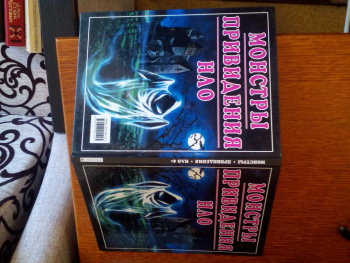 МОНСТРЫ
ПРИВИДЕНИЯ
НЛО
МОНСТРЫ • ПРИВИДЕНИЯ • НЛО
МОНСТРЫ
ПРИВИДЕНИЯ
НЛО